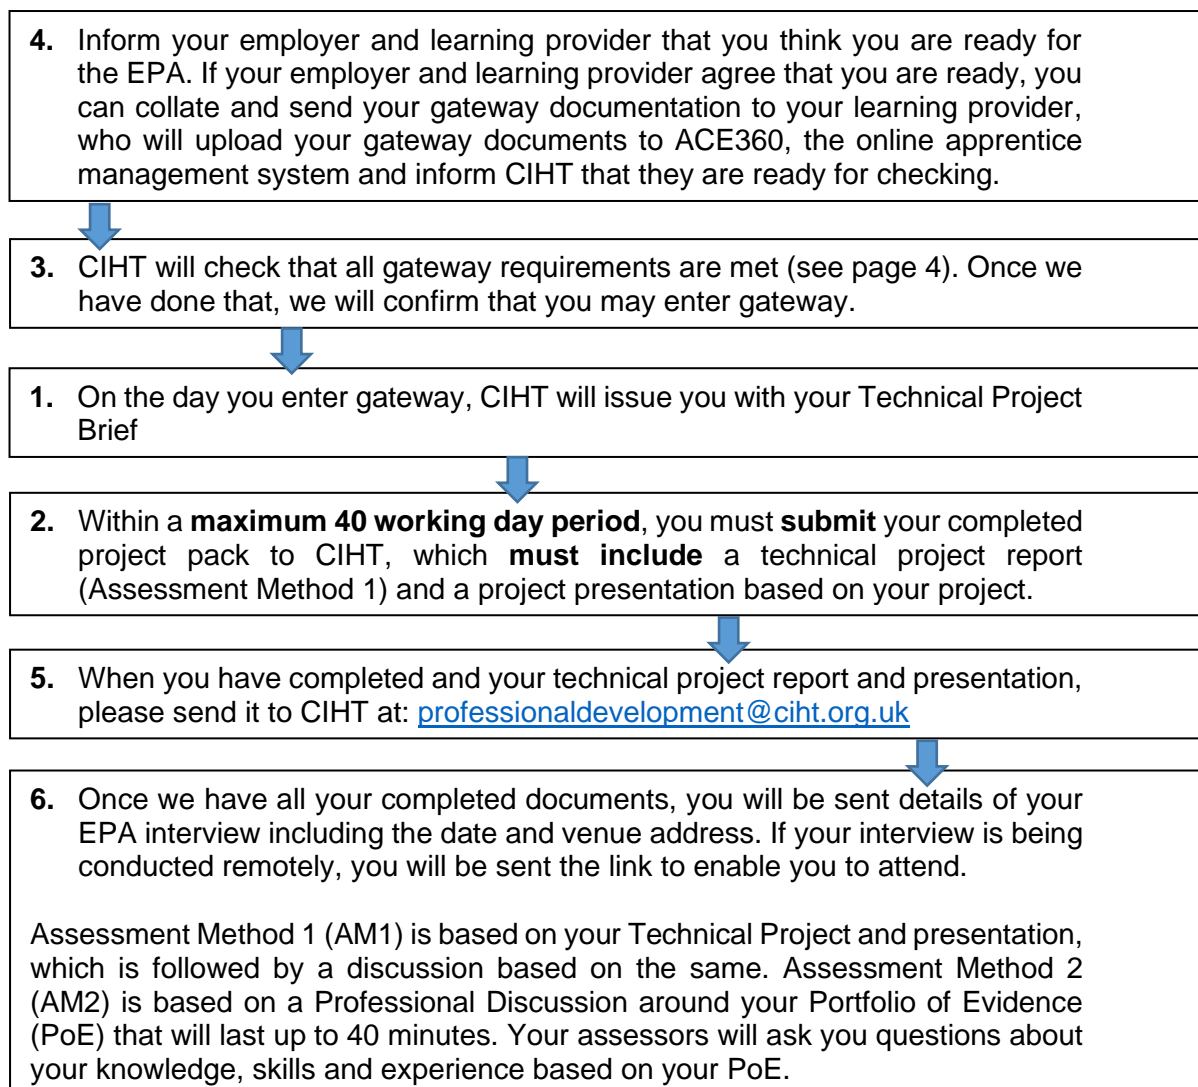 4. Inform your employer and learning provider that you think you are ready for
the EPA. If your employer and learning provider agree that you are ready, you
can collate and send your gateway documentation to your learning provider,
who will upload your gateway documents to ACE360, the online apprentice
management system and inform CIHT that they are ready for checking.
3. CIHT will check that all gateway requirements are met (see page 4). Once we
have done that, we will confirm that you may enter gateway.
1. On the day you enter gateway, CIHT will issue you with your Technical Project
Brief
2. Within a maximum 40 working day period, you must submit your completed
project pack to CIHT, which must include a technical project report
(Assessment Method 1) and a project presentation based on your project.
5. When you have completed and your technical project report and presentation,
please send it to CIHT at: professionaldevelopment@ciht.org.uk
6. Once we have all your completed documents, you will be sent details of your
EPA interview including the date and venue address. If your interview is being
conducted remotely, you will be sent the link to enable you to attend.
Assessment Method 1 (AM1) is based on your Technical Project and presentation,
which is followed by a discussion based on the same. Assessment Method 2
(AM2) is based on a Professional Discussion around your Portfolio of Evidence
(PoE) that will last up to 40 minutes. Your assessors will ask you questions about
your knowledge, skills and experience based on your PoE.